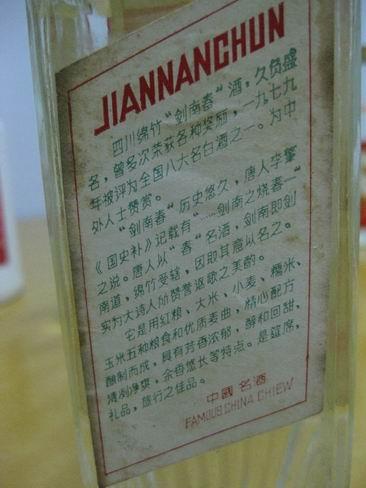 JIANNANCHUN
四川绵竹“剑南春”酒，久负盛
名，曾多次荣获各种奖励，一九七九
年被评为全国八大名白酒之一。为中
外人士赞赏。
“剑南春”历史悠久，唐人李肇
《国史补》记载有“——剑南之烧春—”
之说。唐人以“春”名酒，剑南即剑
南道，绵竹受辖，因取其意以名之。
实为大诗人所赞誉讴歌之美酌。
它是用红粮、大米、小麦、糯米、
玉米五种粮食和优质麦曲，精心配方
酿制而成，具有芳香浓郁、醇和回甜，
清冽净爽，余香悠长等特点。是筵席，
礼品，旅行之佳品。
中國名酒
FAMOUS CHINA CHIEW